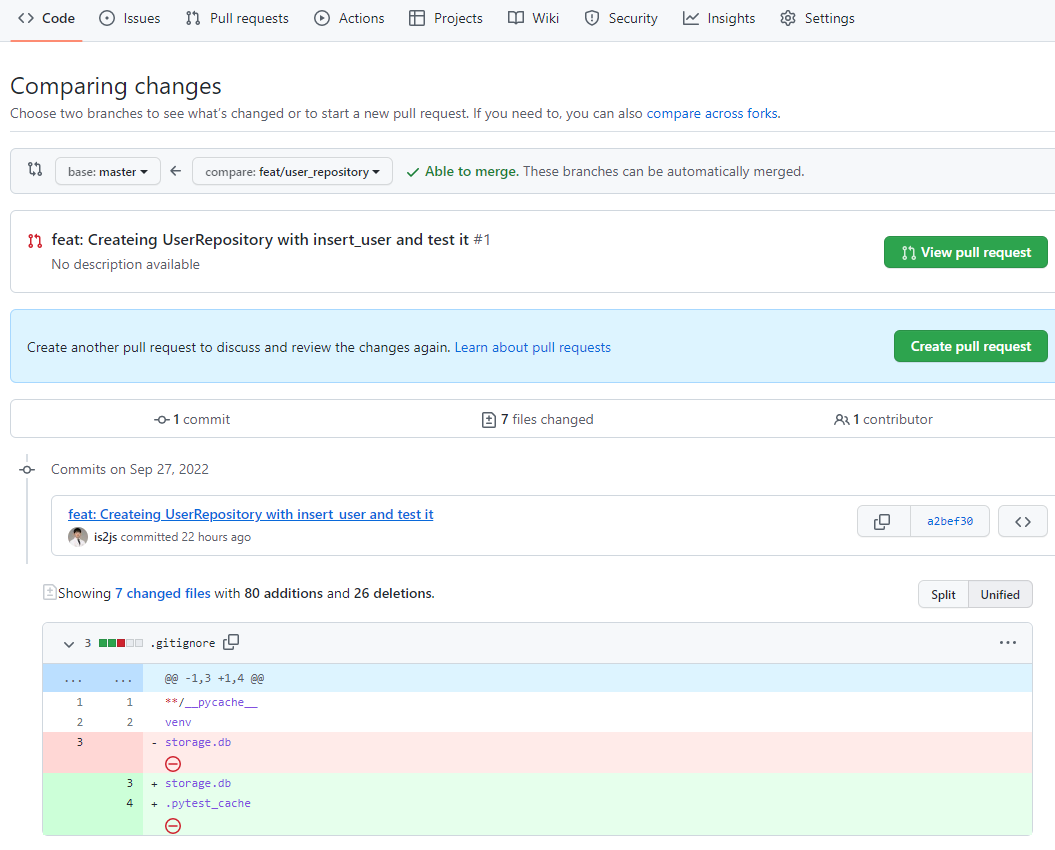 Code Issues Pull requests Actions Projects Wiki Security Insights Settings
Comparing changes
Choose two branches to see what's changed or to start a new pull request. If you need to, you can also compare across forks.
base: master compare: feat/user_repository Able to merge. These branches can be automatically merged.
feat: Createing UserRepository with insert_user and test it #1
No description available
View pull request
Create another pull request to discuss and review the changes again. Learn about pull requests
Create pull request
1 commit 7 files changed 1 contributor
Commits on Sep 27, 2022
feat: Createing UserRepository with insert_user and test it
is2js committed 22 hours ago
a2bef30
Showing 7 changed files with 80 additions and 26 deletions.
Split Unified
3 .gitignore
... ... @@ -1,3 +1,4 @@
1 1 **/__pycache__
2 2 venv
3 - storage.db
3 + storage.db
4 + .pytest_cache